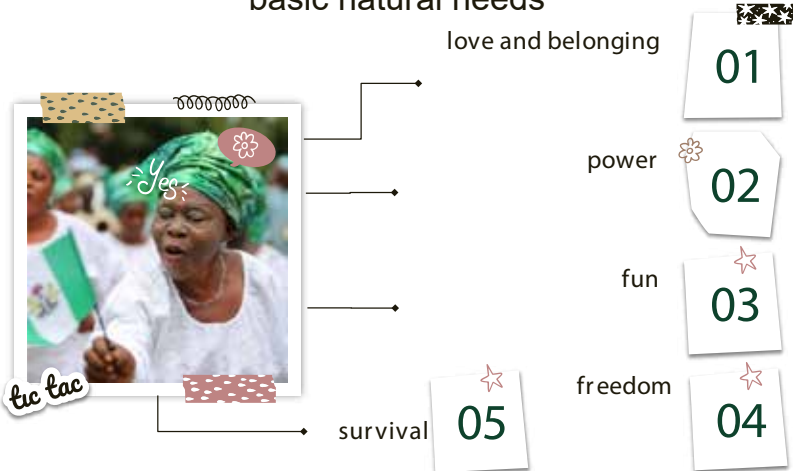 basic natural needs
love and belonging
01
power
02
Yes
fun
03
freedom
04
tic tac
survival
05